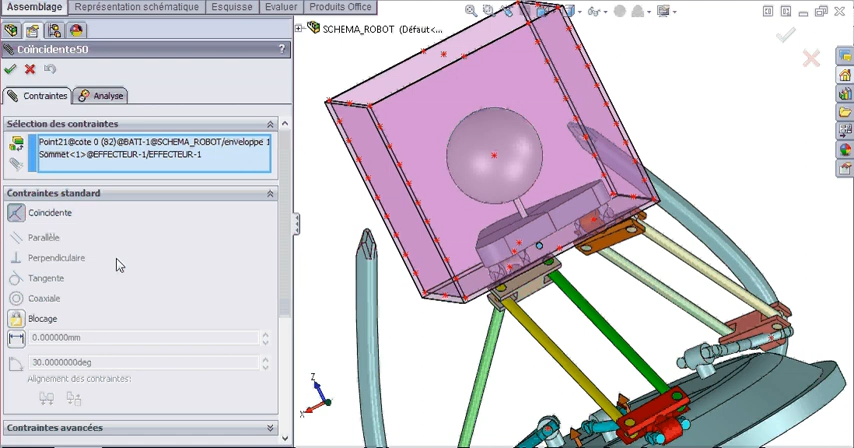 Assemblage Représentation schématique Esquisse Evaluer Produits Office
SCHEMA_ROBOT (Défaut<...
Coïncidente50 ?
Contraintes Analyse
Sélection des contraintes
Point21@cote 0 (82)@BATI-1@SCHEMA_ROBOT/enveloppe 1
Sommet<1>@EFFECTEUR-1/EFFECTEUR-1
Contraintes standard
Coïncidente
Parallèle
Perpendiculaire
Tangente
Coaxiale
Blocage
0.000000mm
30.0000000deg
Alignement des contraintes:
Contraintes avancées
Z
X